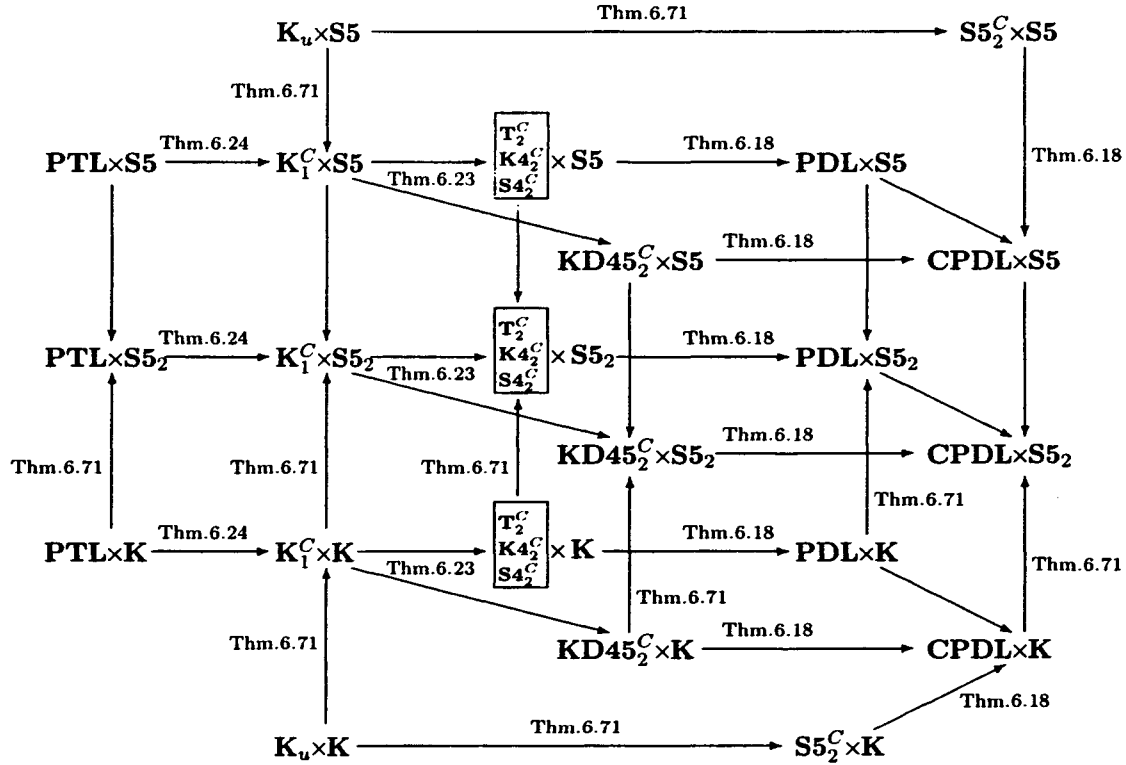 Thm.6.71
K_u×S5 S5_2^C×S5
Thm.6.71
Thm.6.24 T_2^C Thm.6.18
PTL×S5 K_1^C×S5 K4_2^C × S5 PDL×S5 Thm.6.18
S4_2^C
Thm.6.23
Thm.6.18
KD45_2^C×S5 CPDL×S5
Thm.6.24 T_2^C Thm.6.18
PTL×S5_2 K_1^C×S5_2 K4_2^C × S5_2 PDL×S5_2
Thm.6.23 S4_2^C
Thm.6.18
KD45_2^C×S5_2 CPDL×S5_2
Thm.6.71 Thm.6.71 Thm.6.71
Thm.6.71
Thm.6.24 T_2^C Thm.6.18
PTL×K K_1^C×K K4_2^C × K PDL×K
Thm.6.23 S4_2^C Thm.6.71
Thm.6.71
Thm.6.71 Thm.6.18
KD45_2^C×K CPDL×K
Thm.6.18
Thm.6.71
K_u×K S5_2^C×K